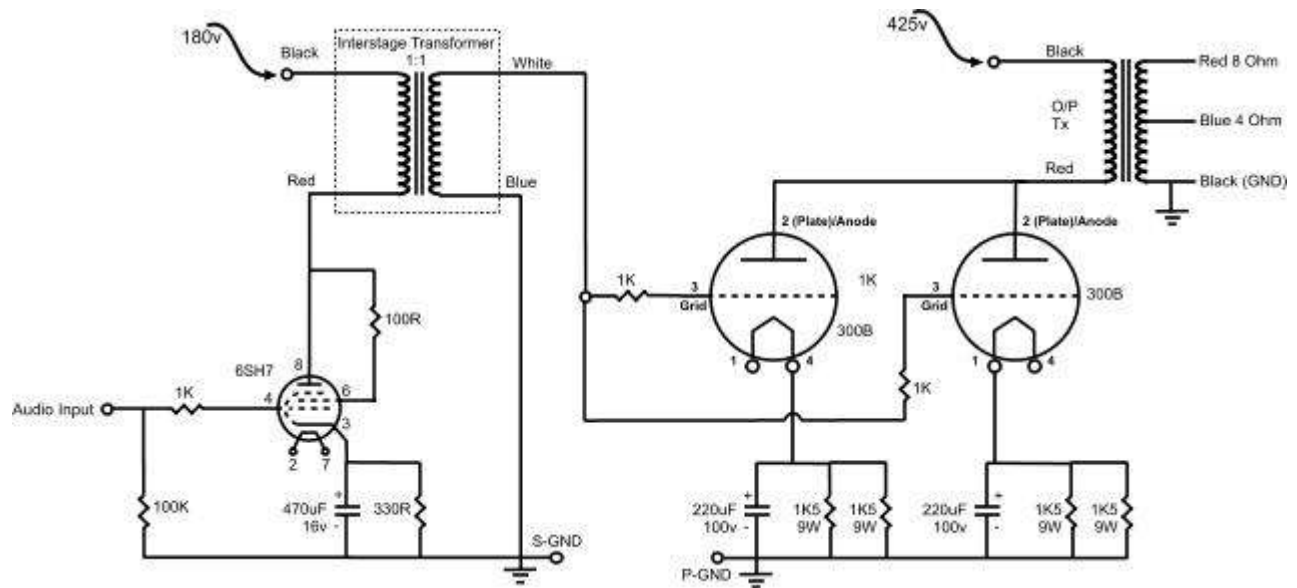 180v
Black
Interstage Transformer
1:1
White
Red
Blue
425v
Black
O/P
Tx
Red
Red 8 Ohm
Blue 4 Ohm
Black (GND)
2 (Plate)/Anode
2 (Plate)/Anode
1K
3
Grid
1K
300B
3
Grid
300B
1
4
1
4
1K
100R
6SH7
8
6
4
3
2
7
Audio Input
1K
100K
470uF
16v
+
-
330R
S-GND
220uF
100v
+
-
1K5
9W
1K5
9W
220uF
100v
+
-
1K5
9W
1K5
9W
P-GND